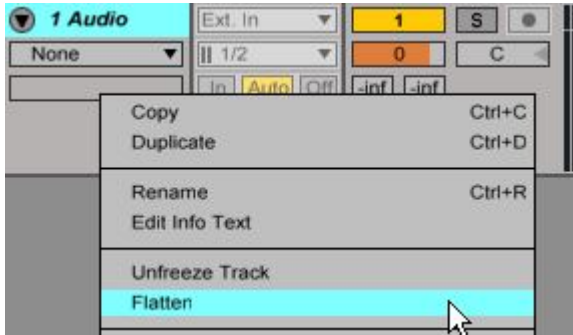 1 Audio Ext. In 1 S
None 1/2 0 C
In Auto Off -inf -inf
Copy Ctrl+C
Duplicate Ctrl+D
Rename Ctrl+R
Edit Info Text
Unfreeze Track
Flatten